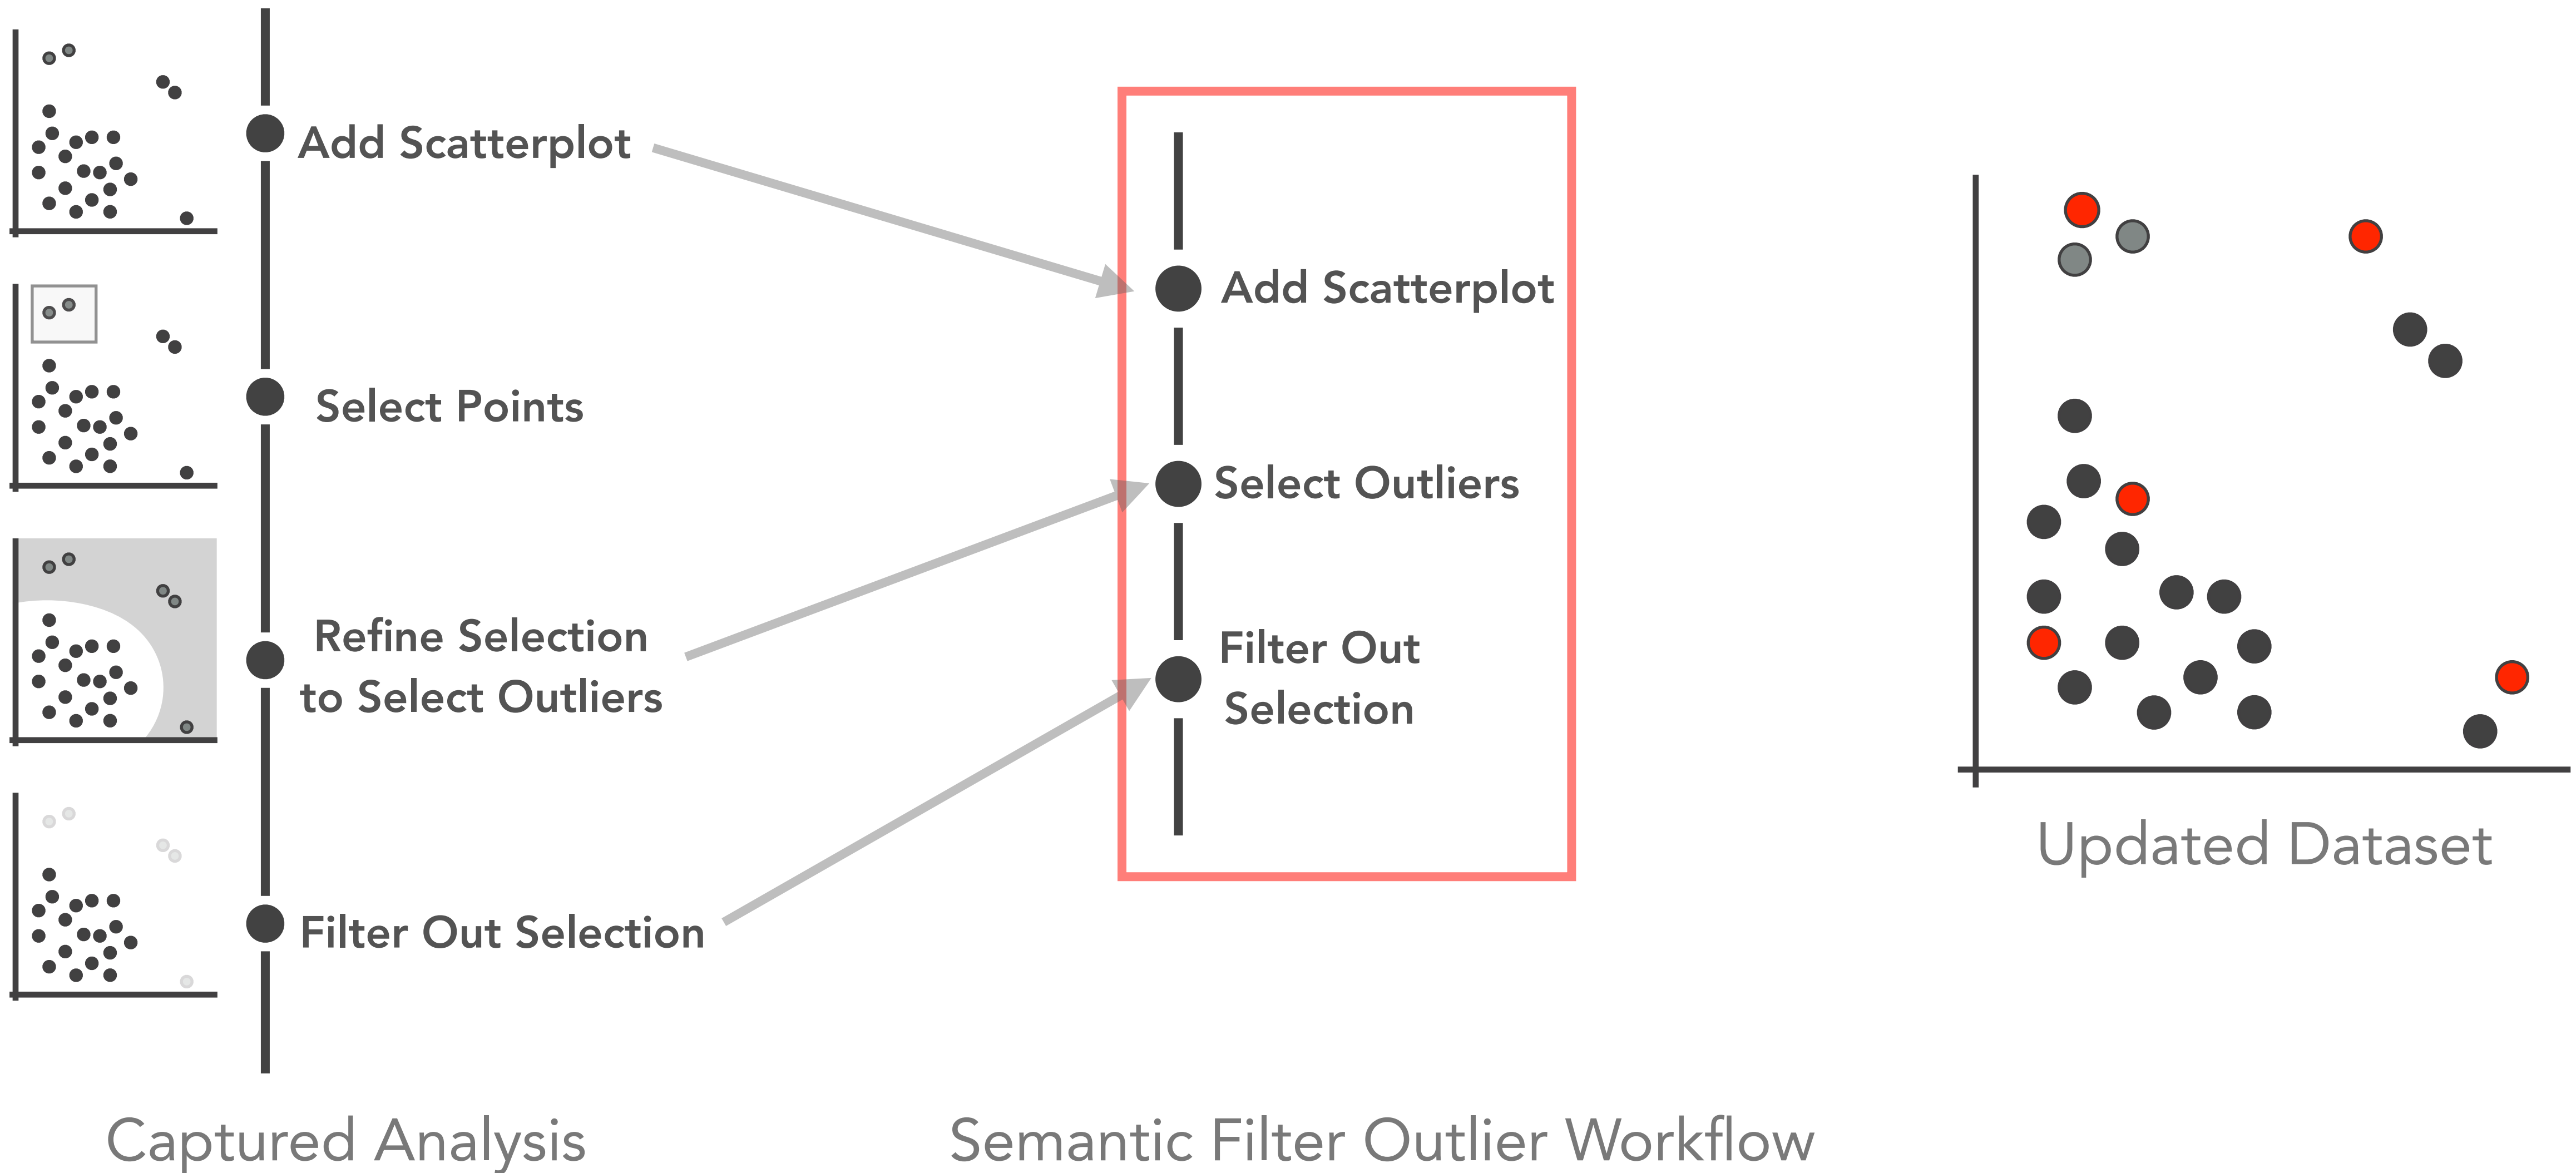 Add Scatterplot
Select Points
Refine Selection
to Select Outliers
Filter Out Selection
Captured Analysis
Add Scatterplot
Select Outliers
Filter Out
Selection
Semantic Filter Outlier Workflow
Updated Dataset